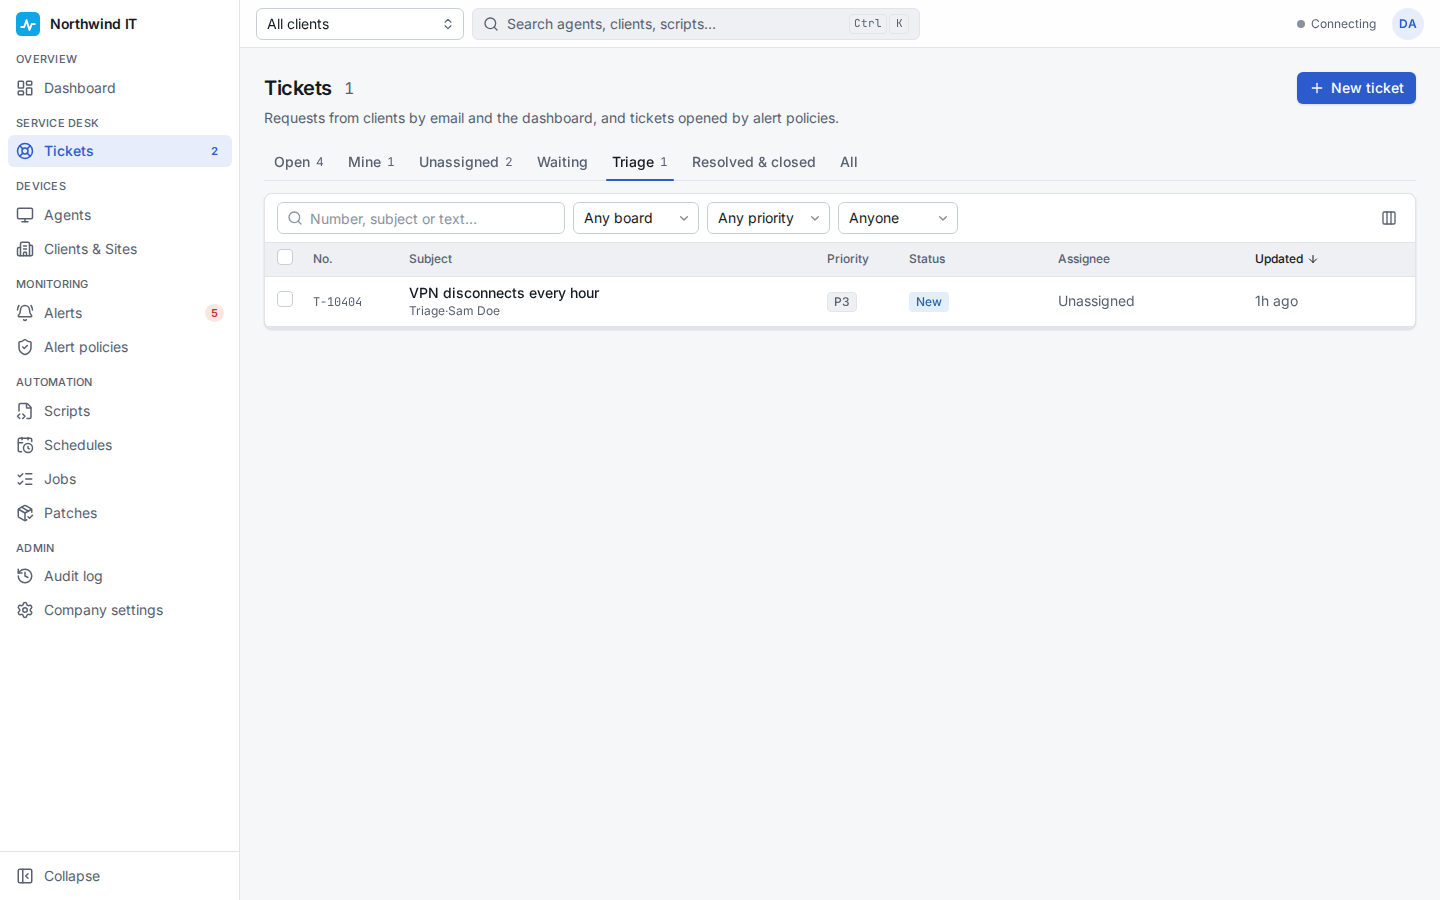 Northwind IT
All clients
Search agents, clients, scripts...
Ctrl K
Connecting
DA
OVERVIEW
Dashboard
SERVICE DESK
Tickets 2
DEVICES
Agents
Clients & Sites
MONITORING
Alerts 5
Alert policies
AUTOMATION
Scripts
Schedules
Jobs
Patches
ADMIN
Audit log
Company settings
Collapse
Tickets 1
New ticket
Requests from clients by email and the dashboard, and tickets opened by alert policies.
Open 4 Mine 1 Unassigned 2 Waiting Triage 1 Resolved & closed All
Number, subject or text... Any board Any priority Anyone
No. Subject Priority Status Assignee Updated
T-10404 VPN disconnects every hour P3 New Unassigned 1h ago
Triage·Sam Doe